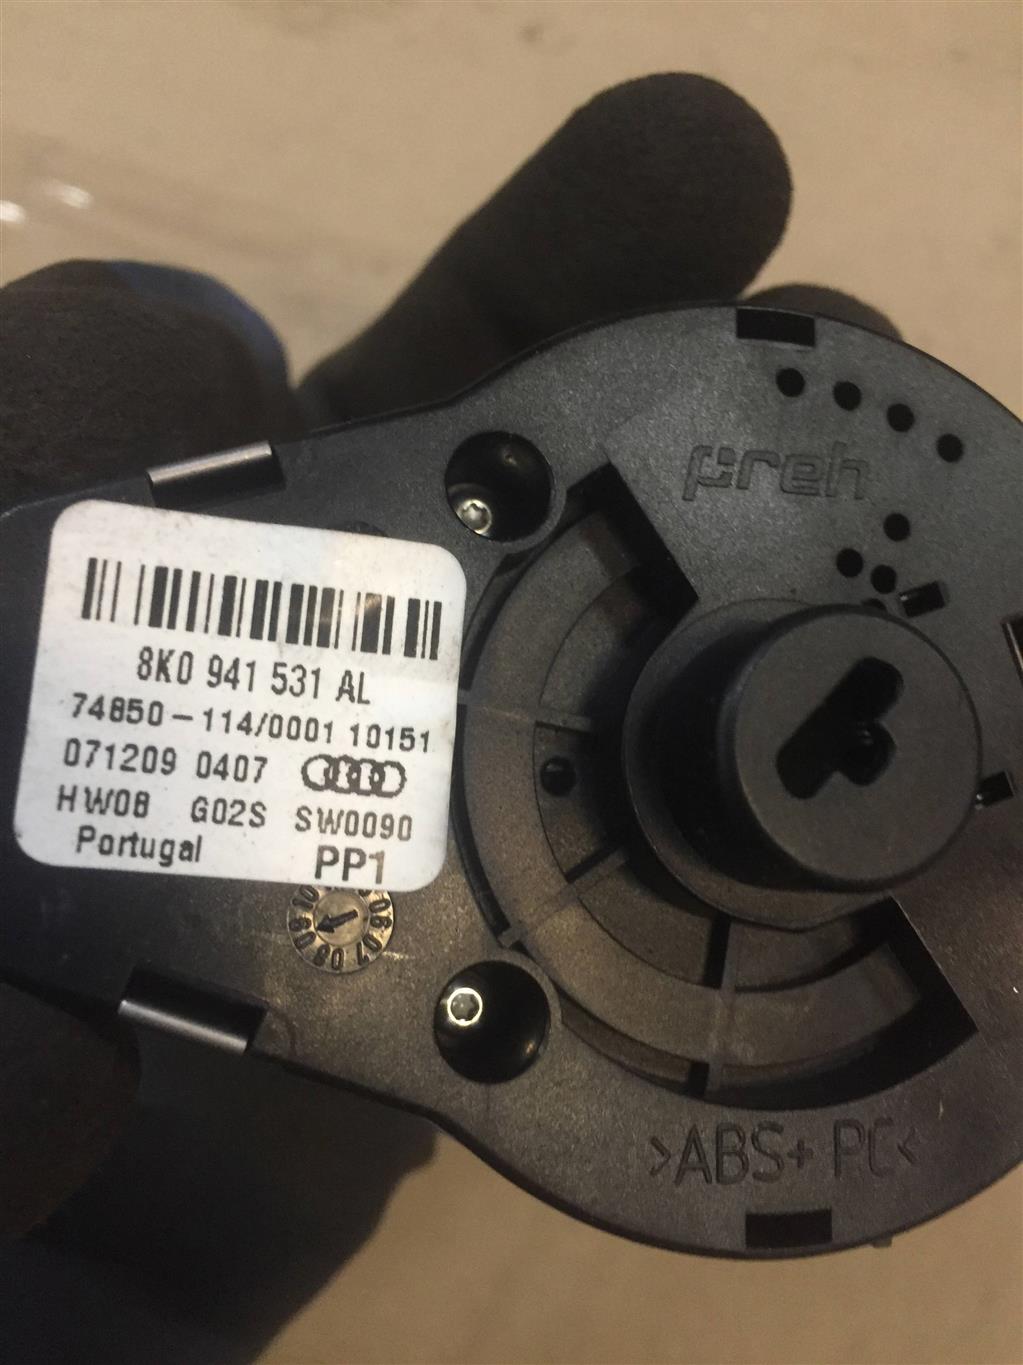 preh
8K0 941 531 AL
74850-114/0001 10151
071209 0407
HW08 G02S SW0090
Portugal PP1
>ABS+ PC<